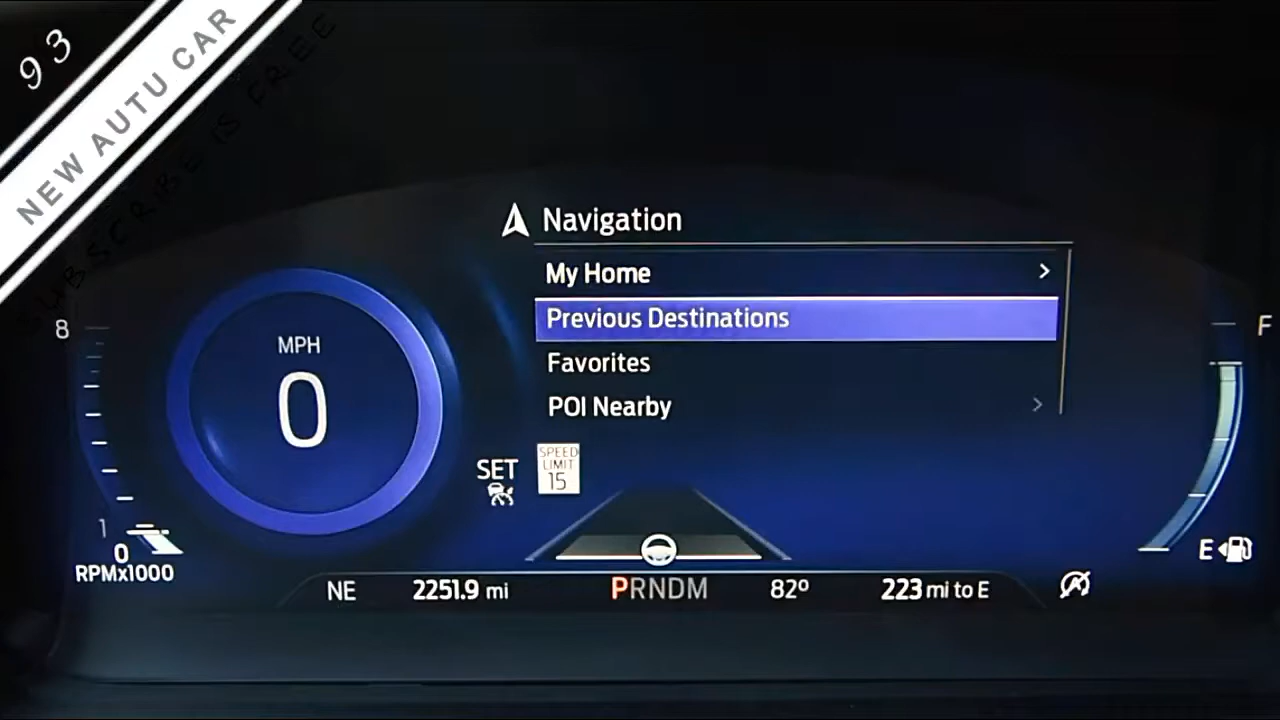 93
NEW AUTU CAR
SUBSCRIBE IS FREE
Navigation
My Home >
Previous Destinations
Favorites
POI Nearby >
MPH
0
8
1
0
RPMx1000
SET
SPEED
LIMIT
15
F
E
NE 2251.9 mi PRNDM 82º 223 mi to E